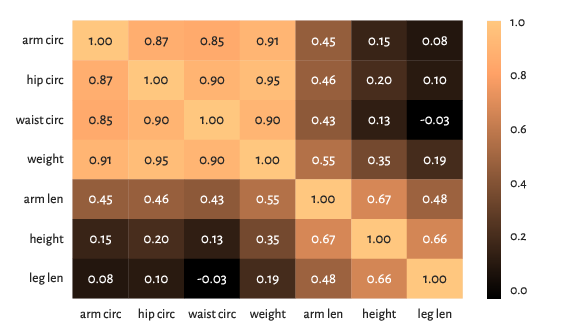 arm circ 1.00 0.87 0.85 0.91 0.45 0.15 0.08
hip circ 0.87 1.00 0.90 0.95 0.46 0.20 0.10
waist circ 0.85 0.90 1.00 0.90 0.43 0.13 -0.03
weight 0.91 0.95 0.90 1.00 0.55 0.35 0.19
arm len 0.45 0.46 0.43 0.55 1.00 0.67 0.48
height 0.15 0.20 0.13 0.35 0.67 1.00 0.66
leg len 0.08 0.10 -0.03 0.19 0.48 0.66 1.00
arm circ hip circ waist circ weight arm len height leg len
1.0
0.8
0.6
0.4
0.2
0.0